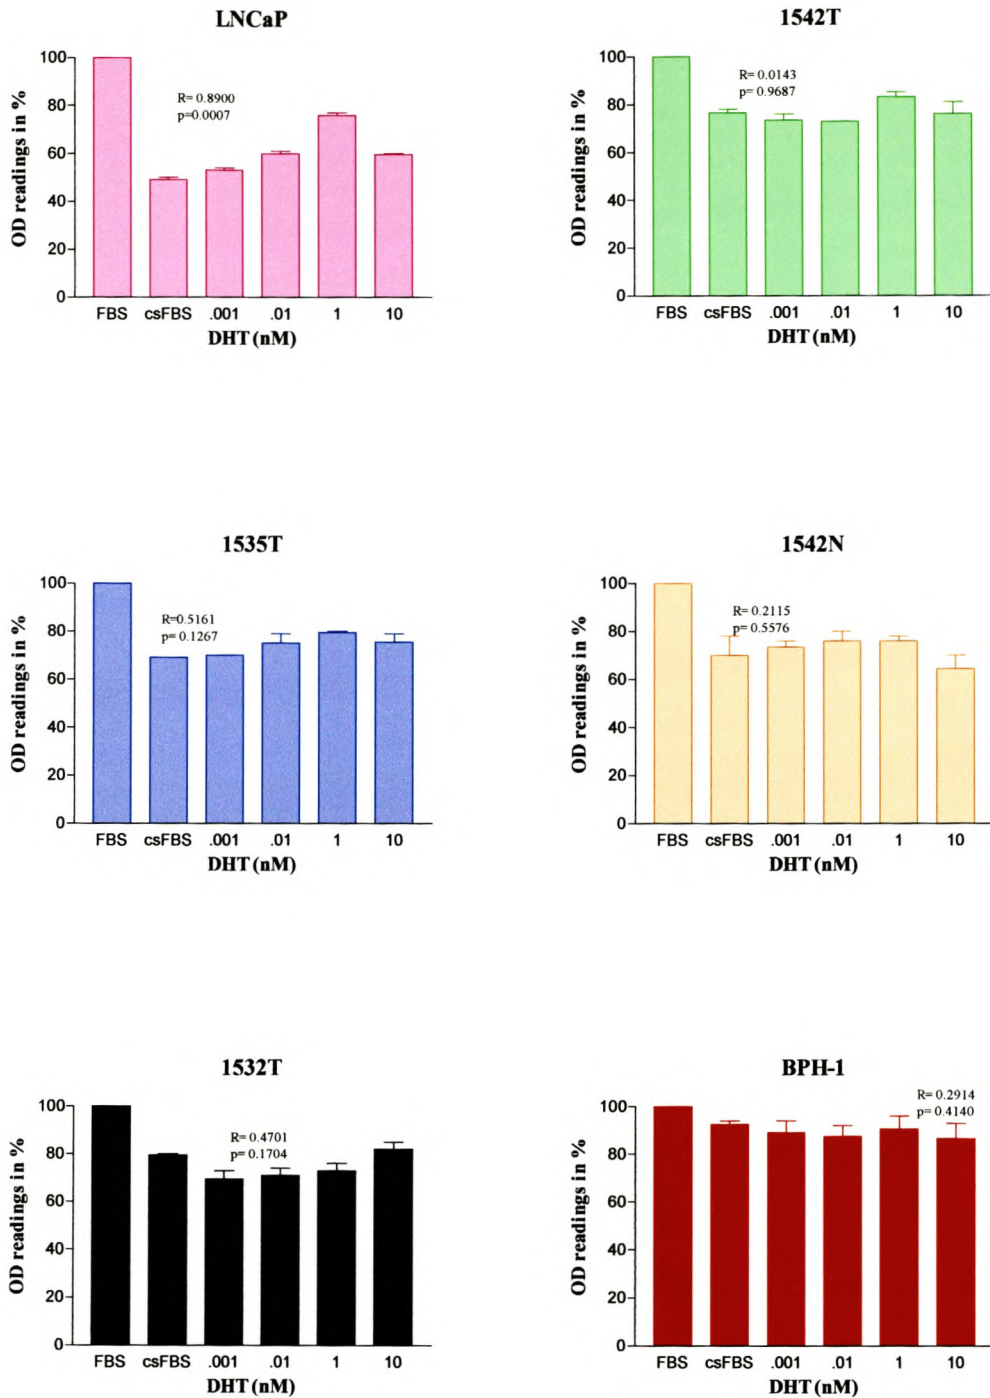 LNCaP
OD readings in %
100
80
60
40
20
0
R= 0.8900
p=0.0007
FBS csFBS .001 .01 1 10
DHT (nM)
1542T
OD readings in %
100
80
60
40
20
0
R= 0.0143
p= 0.9687
FBS csFBS .001 .01 1 10
DHT (nM)
1535T
OD readings in %
100
80
60
40
20
0
R=0.5161
p= 0.1267
FBS csFBS .001 .01 1 10
DHT (nM)
1542N
OD readings in %
100
80
60
40
20
0
R= 0.2115
p= 0.5576
FBS csFBS .001 .01 1 10
DHT (nM)
1532T
OD readings in %
100
80
60
40
20
0
R= 0.4701
p= 0.1704
FBS csFBS .001 .01 1 10
DHT (nM)
BPH-1
OD readings in %
100
80
60
40
20
0
R= 0.2914
p= 0.4140
FBS csFBS .001 .01 1 10
DHT (nM)